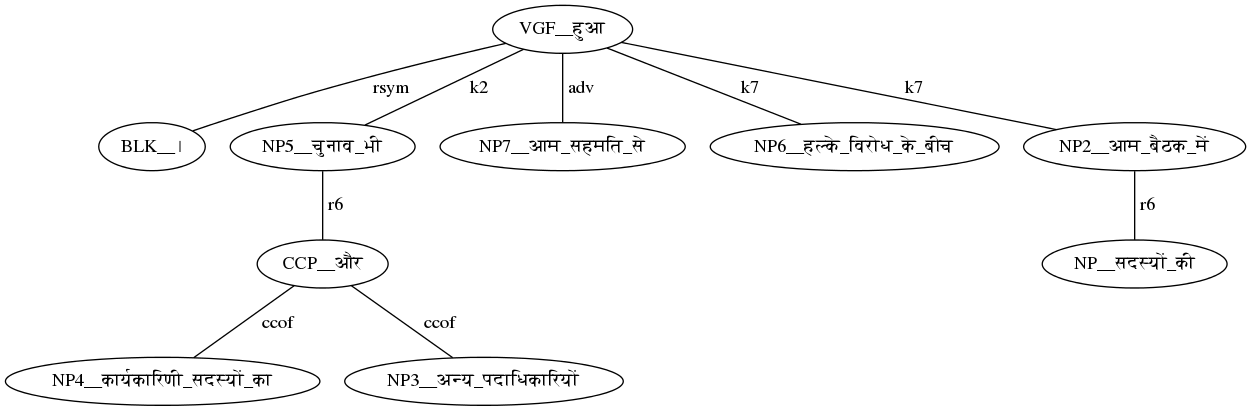 VGF__हुआ
rsym
k2
adv
k7
k7
BLK__।
NP5__चुनाव_भी
NP7__आम_सहमति_से
NP6__हल्के_विरोध_के_बीच
NP2__आम_बैठक_में
r6
r6
CCP__और
NP__सदस्यों_की
ccof
ccof
NP4__कार्यकारिणी_सदस्यों_का
NP3__अन्य_पदाधिकारियों